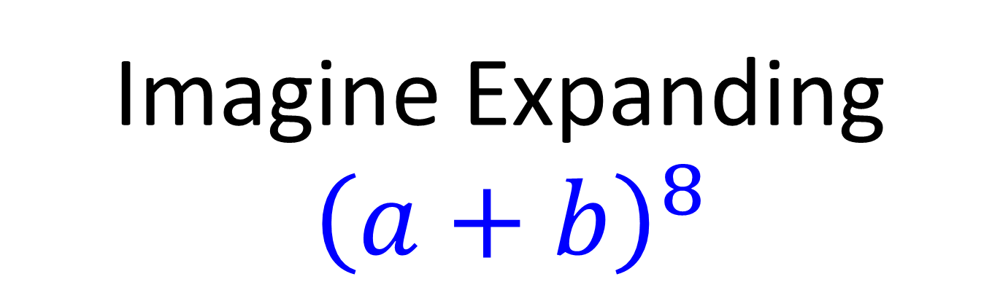 Imagine Expanding
(a + b)⁸